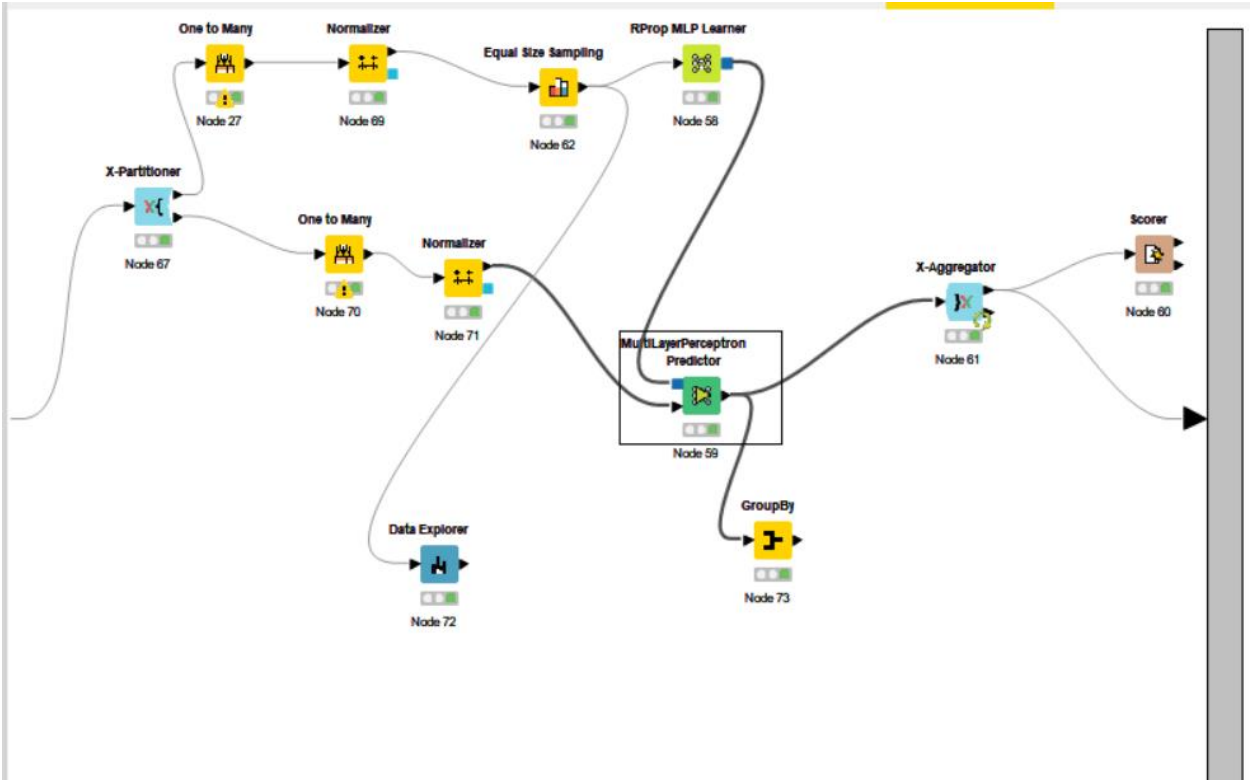 One to Many
Normalizer
RProp MLP Learner
Equal Size Sampling
Node 27
Node 69
Node 58
Node 62
X-Partitioner
One to Many
Scorer
Normalizer
Node 67
X-Aggregator
Node 70
Node 60
Node 71
MultiLayerPerceptron
Predictor
Node 61
Node 59
GroupBy
Data Explorer
Node 73
Node 72